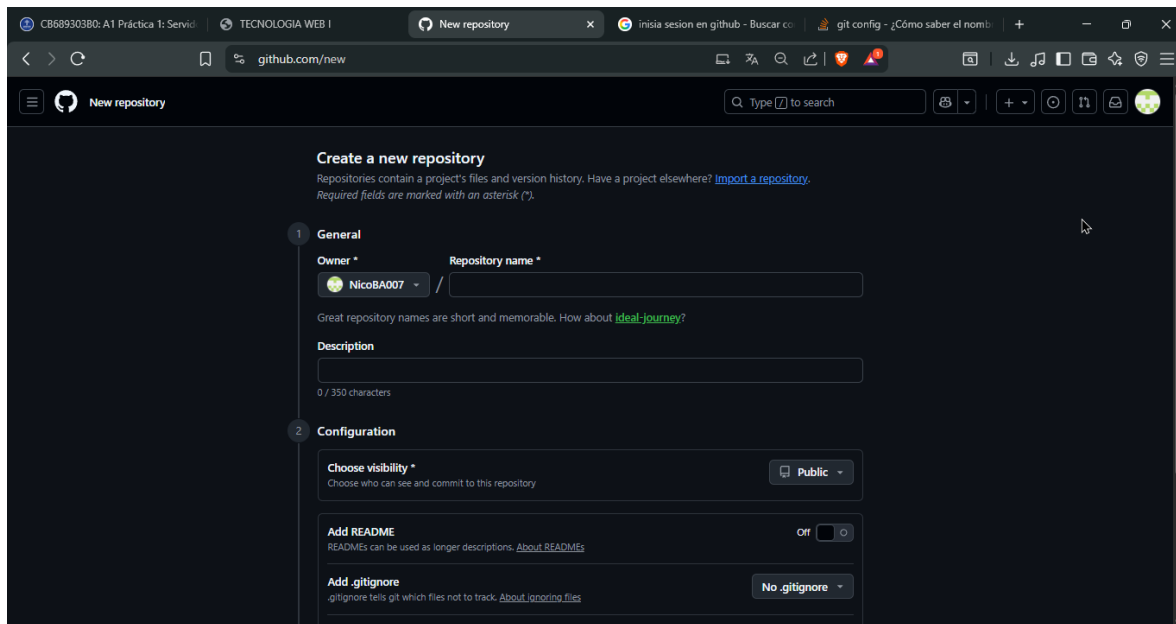 CB68930380: A1 Práctica 1: Servid
TECNOLOGIA WEB I
New repository
inisia sesion en github - Buscar co
git config - ¿Cómo saber el nomb
github.com/new
1
New repository
Type / to search
Create a new repository
Repositories contain a project's files and version history. Have a project elsewhere? Import a repository.
Required fields are marked with an asterisk (*).
1
General
Owner *
Repository name *
NicoBA007
/
Great repository names are short and memorable. How about ideal-journey?
Description
0 / 350 characters
2
Configuration
Choose visibility *
Public
Choose who can see and commit to this repository
Add README
Off
READMEs can be used as longer descriptions. About READMEs
Add .gitignore
No .gitignore
.gitignore tells git which files not to track. About ignoring files